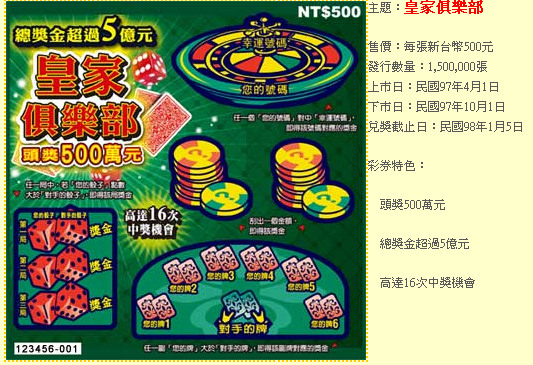 NT$500
總獎金超過5億元
皇家
俱樂部
頭獎500萬元
幸運號碼
您的號碼
任一個「您的號碼」對中「幸運號碼」,
即得該號碼對應的獎金
任一局中,若「您的骰子」點數
大於「對手的骰子」,即得該局獎金
高達16次
中獎機會
刮出一個金額,
即得該獎金
您的骰子 對手的骰子
第一局 獎金
第二局 獎金
第三局 獎金
您的牌1
您的牌2
您的牌3
您的牌4
您的牌5
您的牌6
對手的牌
任一副「您的牌」大於「對手的牌」,即得該副牌對應的獎金
123456-001
主題:皇家俱樂部
售價:每張新台幣500元
發行數量:1,500,000張
上市日:民國97年4月1日
下市日:民國97年10月1日
兌獎截止日:民國98年1月5日
彩券特色:
頭獎500萬元
總獎金超過5億元
高達16次中獎機會